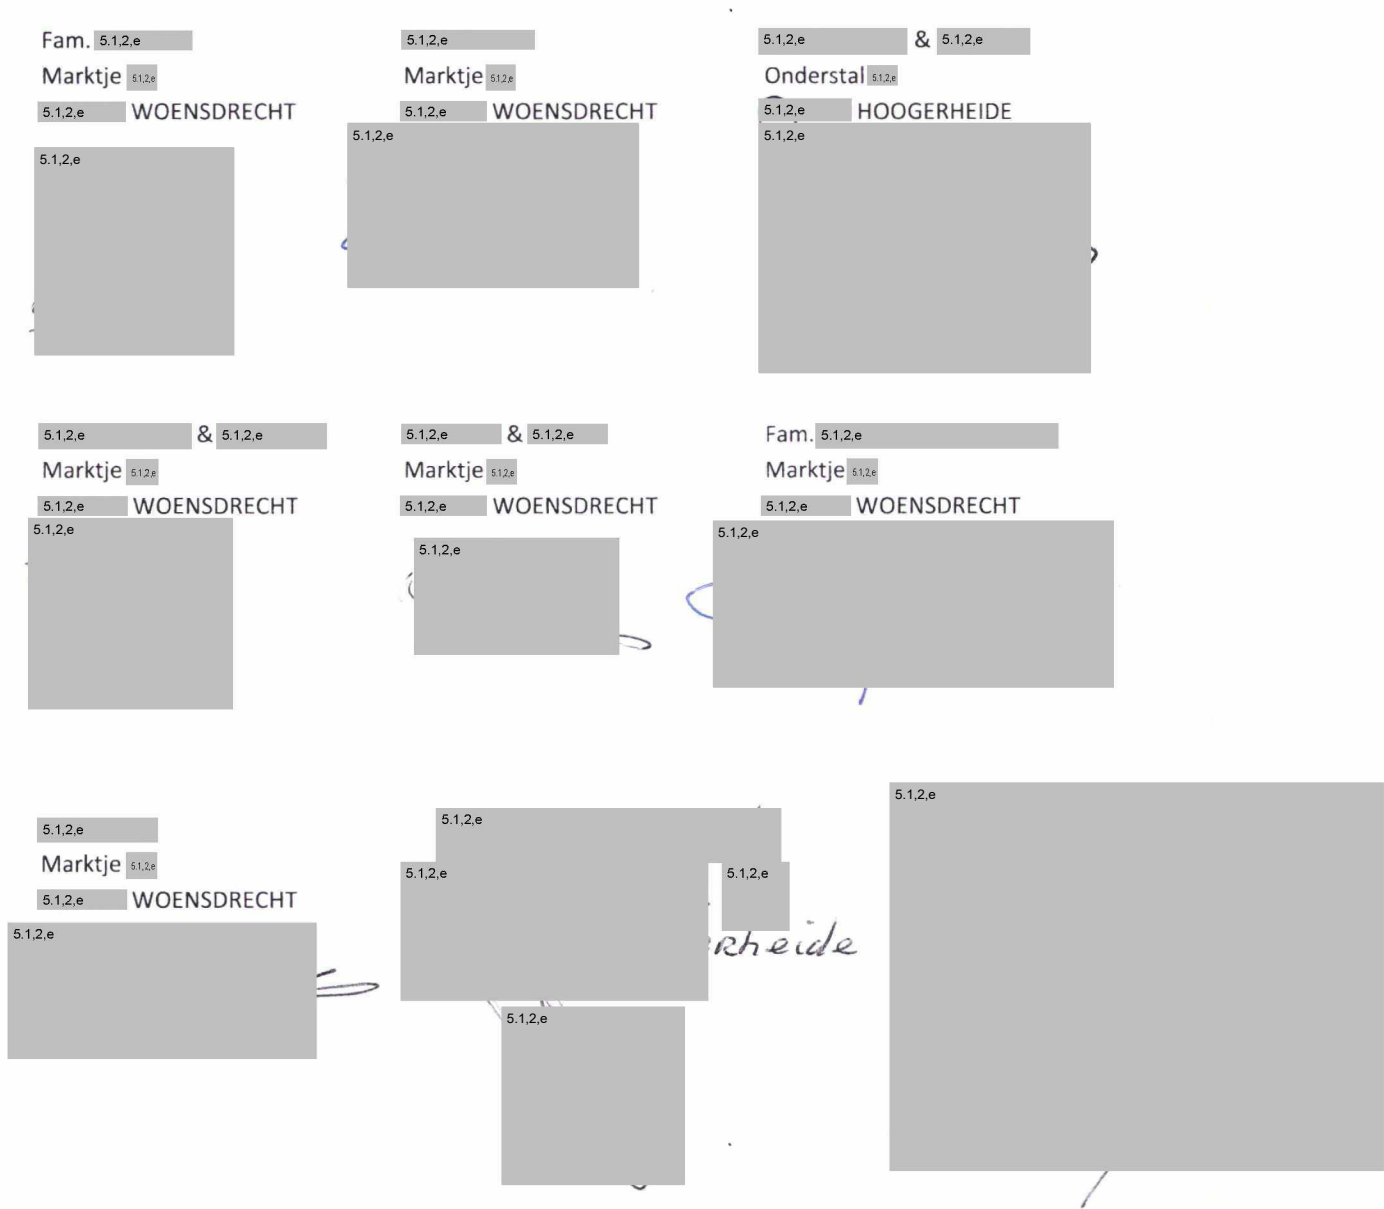 Fam. 5.1,2,e
Marktje 5.1,2,e
5.1,2,e WOENSDRECHT
5.1,2,e
5.1,2,e
Marktje 5.1,2,e
5.1,2,e WOENSDRECHT
5.1,2,e
5.1,2,e & 5.1,2,e
Onderstal 5.1,2,e
5.1,2,e HOOGERHEIDE
5.1,2,e
5.1,2,e & 5.1,2,e
Marktje 5.1,2,e
5.1,2,e WOENSDRECHT
5.1,2,e
5.1,2,e & 5.1,2,e
Marktje 5.1,2,e
5.1,2,e WOENSDRECHT
5.1,2,e
Fam. 5.1,2,e
Marktje 5.1,2,e
5.1,2,e WOENSDRECHT
5.1,2,e
5.1,2,e
Marktje 5.1,2,e
5.1,2,e WOENSDRECHT
5.1,2,e
5.1,2,e
5.1,2,e 5.1,2,e
erheide
5.1,2,e
5.1,2,e